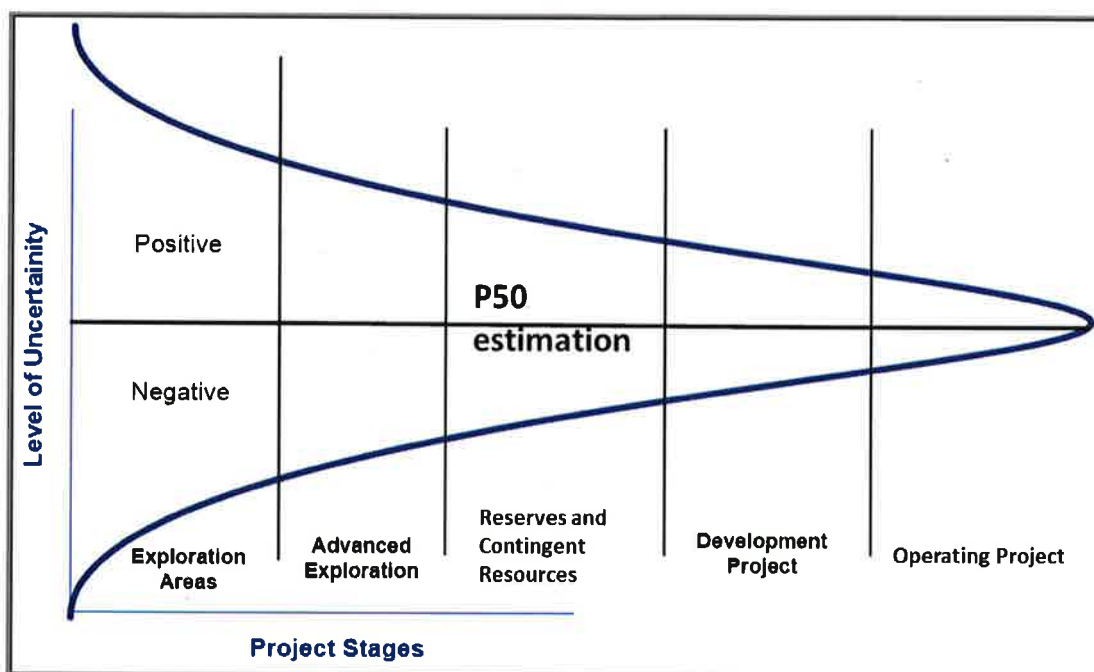 Level of Uncertainity
Positive
P50
estimation
Negative
Exploration
Areas
Advanced
Exploration
Reserves and
Contingent
Resources
Development
Project
Operating Project
Project Stages